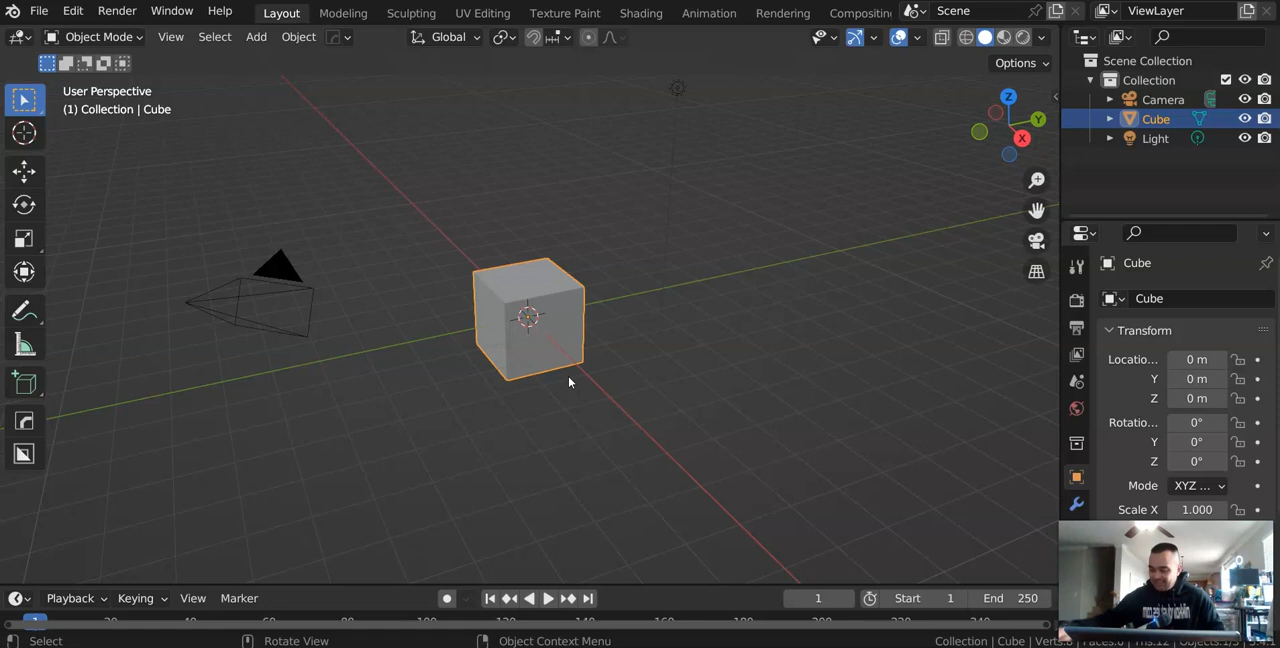 File Edit Render Window Help Layout Modeling Sculpting UV Editing Texture Paint Shading Animation Rendering Compositin Scene ViewLayer
Object Mode View Select Add Object Global
Options
User Perspective
(1) Collection | Cube
Z
Y
X
Scene Collection
Collection
Camera
Cube
Light
Cube
Cube
Transform
Locatio... 0 m
Y 0 m
Z 0 m
Rotatio... 0°
Y 0°
Z 0°
Mode XYZ ...
Scale X 1.000
Playback Keying View Marker 1 Start 1 End 250
1
Select Rotate View Object Context Menu Collection | Cube